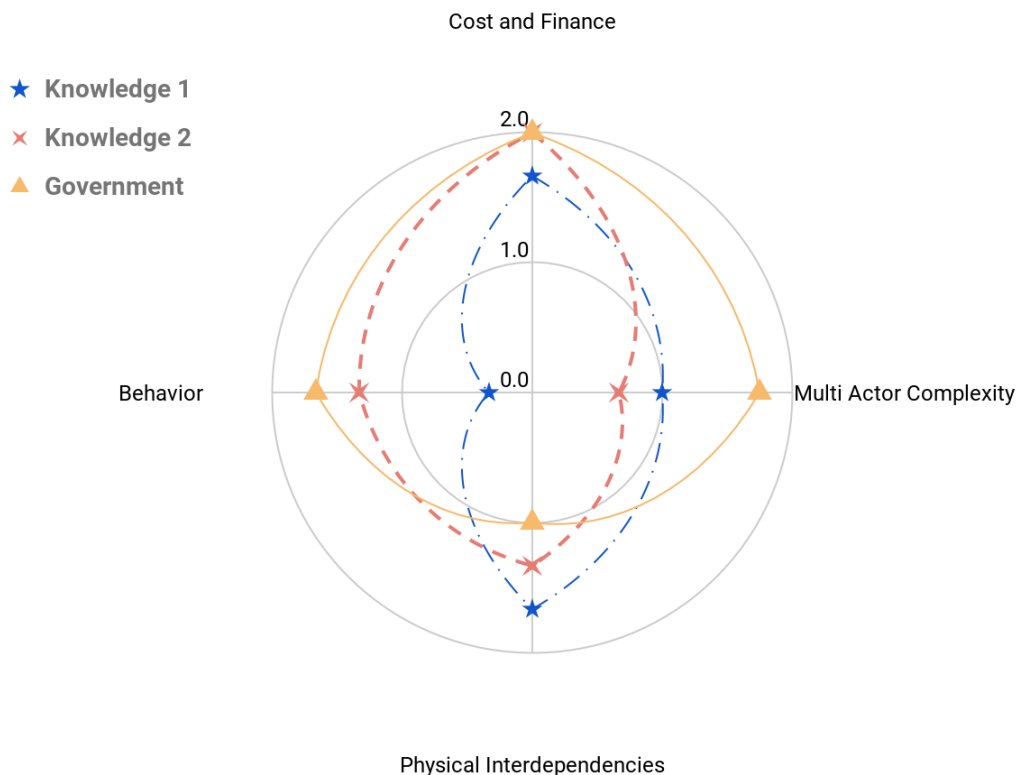 Cost and Finance
Knowledge 1
Knowledge 2
Government
2.0
1.0
0.0
Behavior
Multi Actor Complexity
Physical Interdependencies